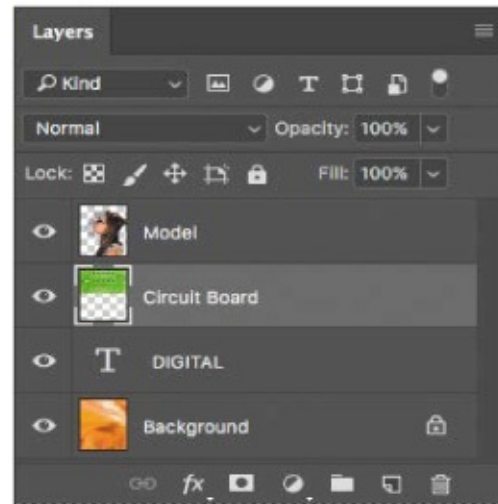 Layers
Kind
Normal Opacity: 100%
Lock: Fill: 100%
Model
Circuit Board
T DIGITAL
Background
fx